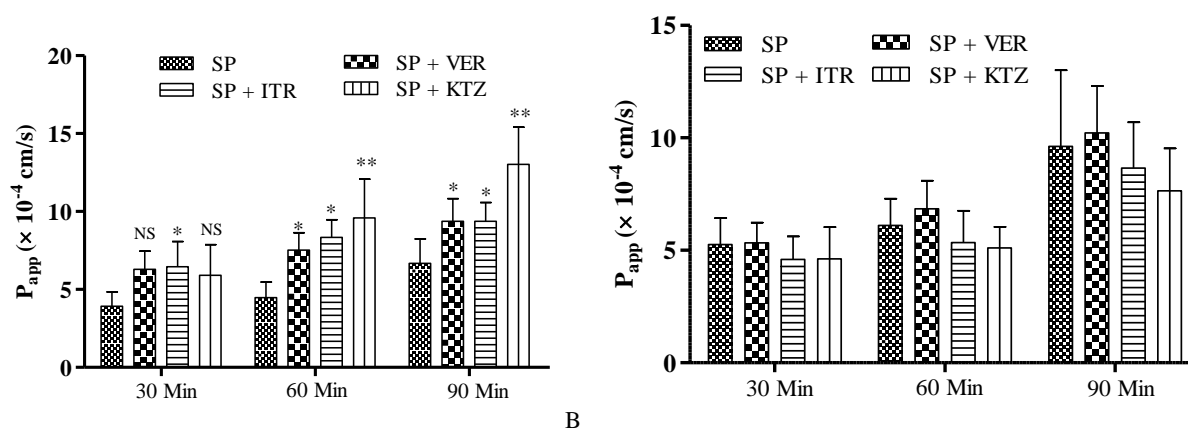 20
15
10
5
0
P_app (× 10^-4 cm/s)
SP
SP + VER
SP + ITR
SP + KTZ
NS
*
NS
*
*
**
*
*
**
30 Min
60 Min
90 Min
B
15
10
5
0
P_app (× 10^-4 cm/s)
SP
SP + VER
SP + ITR
SP + KTZ
30 Min
60 Min
90 Min